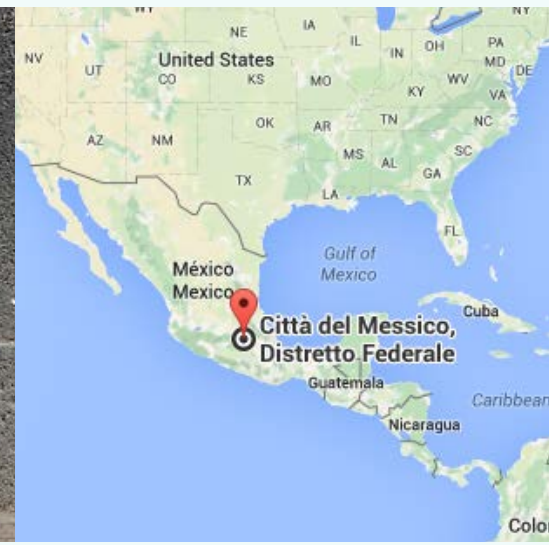 NY
IA
NE
IL
OH
PA
NV
United States
IN
MD
DE
UT
CO
KS
MO
WV
VA
KY
OK
TN
NC
AZ
NM
AR
SC
MS
AL
GA
TX
LA
FL
Gulf of
Mexico
México
Mexico
Cuba
Città del Messico,
Distretto Federale
Guatemala
Caribbean
Nicaragua
Colo